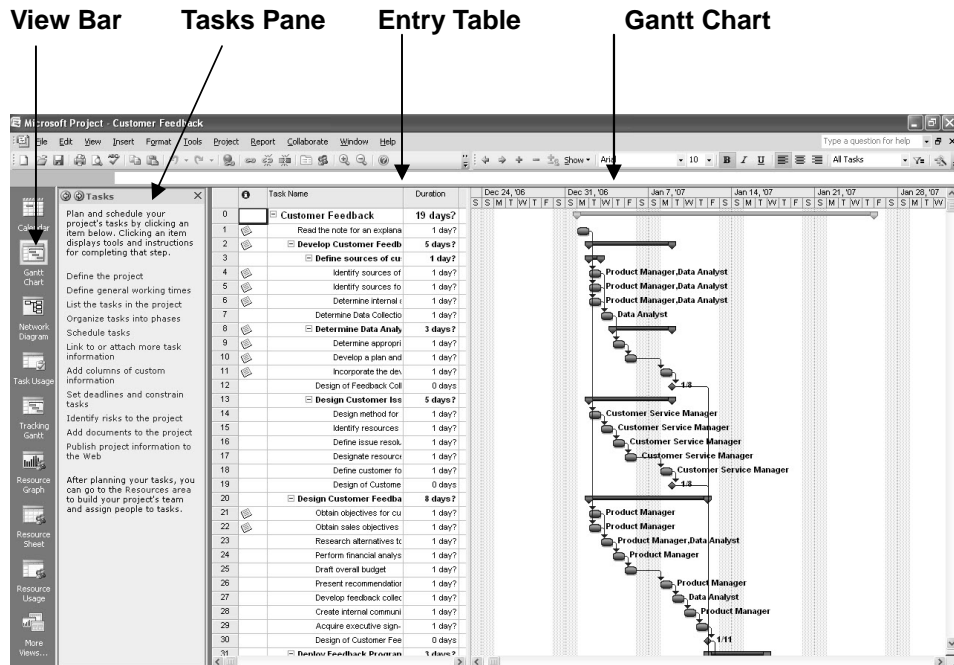 View Bar Tasks Pane Entry Table Gantt Chart
Microsoft Project - Customer Feedback
File Edit View Insert Format Tools Project Report Collaborate Window Help
Type a question for help
Show Arial 10 B I U All Tasks
Tasks
Plan and schedule your
project's tasks by clicking an
item below. Clicking an item
displays tools and instructions
for completing that step.
Define the project
Define general working times
List the tasks in the project
Organize tasks into phases
Schedule tasks
Link to or attach more task
information
Add columns of custom
information
Set deadlines and constrain
tasks
Identify risks to the project
Add documents to the project
Publish project information to
the Web
After planning your tasks, you
can go to the Resources area
to build your project's team
and assign people to tasks.
Calendar
Gantt
Chart
Network
Diagram
Task Usage
Tracking
Gantt
Resource
Graph
Resource
Sheet
Resource
Usage
More
Views...
Task Name Duration
0 Customer Feedback 19 days?
1 Read the note for an explana 1 day?
2 Develop Customer Feedb 5 days?
3 Define sources of cu 1 day?
4 Identify sources of 1 day?
5 Identify sources fo 1 day?
6 Determine internal 1 day?
7 Determine Data Collectio 1 day?
8 Determine Data Analy 3 days?
9 Determine appropri 1 day?
10 Develop a plan and 1 day?
11 Incorporate the dev 1 day?
12 Design of Feedback Coll 0 days
13 Design Customer Iss 5 days?
14 Design method for 1 day?
15 Identify resources 1 day?
16 Define issue resolu 1 day?
17 Designate resource 1 day?
18 Define customer fo 1 day?
19 Design of Custome 0 days
20 Design Customer Feedba 8 days?
21 Obtain objectives for cu 1 day?
22 Obtain sales objectives 1 day?
23 Research alternatives to 1 day?
24 Perform financial analys 1 day?
25 Draft overall budget 1 day?
26 Present recommendation 1 day?
27 Develop feedback collec 1 day?
28 Create internal communi 1 day?
29 Acquire executive sign- 1 day?
30 Design of Customer Fee 0 days
31 Deploy Feedback Program 3 days?
Dec 24, '06 Dec 31, '06 Jan 7, '07 Jan 14, '07 Jan 21, '07 Jan 28, '07
S S M T W T F S S M T W T F S S M T W T F S S M T W T F S S M T W T F S S M T W
Product Manager,Data Analyst
Product Manager,Data Analyst
Product Manager,Data Analyst
Data Analyst
1/8
Customer Service Manager
Customer Service Manager
Customer Service Manager
Customer Service Manager
Customer Service Manager
1/8
Product Manager
Product Manager
Product Manager,Data Analyst
Product Manager
Product Manager
Data Analyst
Product Manager
1/11